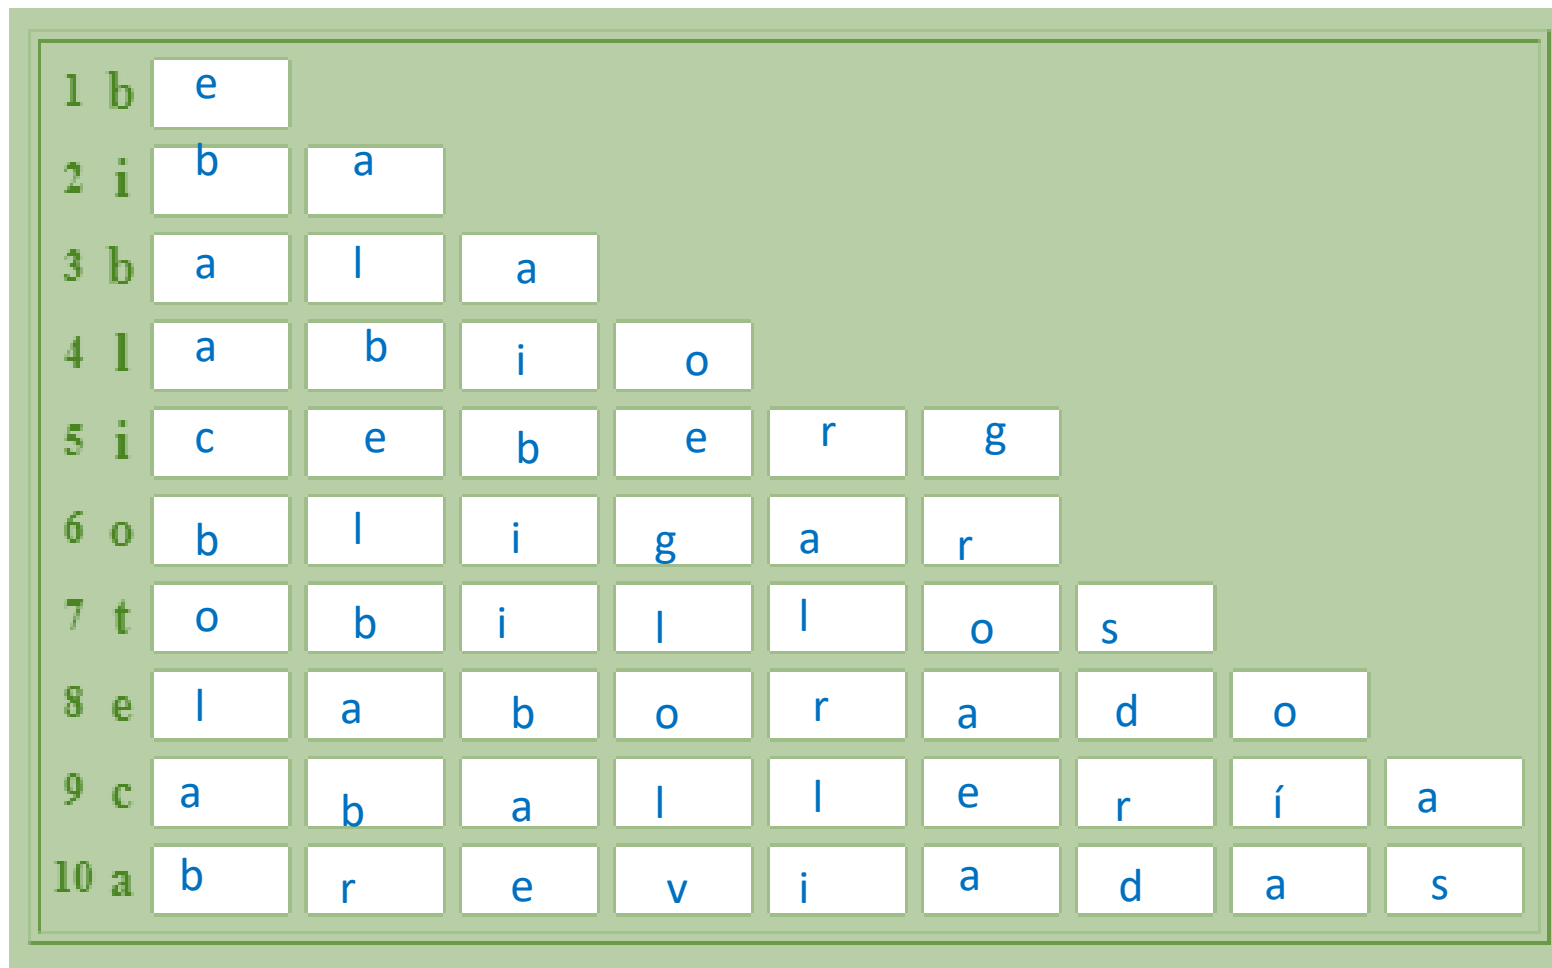 1 b e
2 i b a
3 b a l a
4 l a b i o
5 i c e b e r g
6 o b l i g a r
7 t o b i l l o s
8 e l a b o r a d o
9 c a b a l l e r í a
10 a b r e v i a d a s